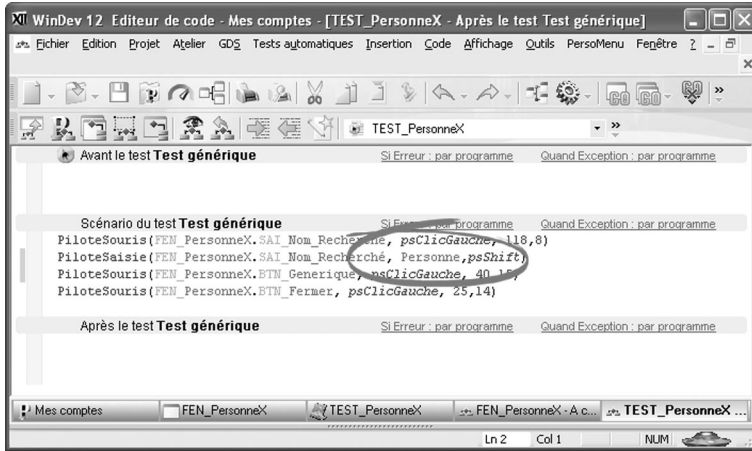 WinDev 12 Editeur de code - Mes comptes - [TEST_PersonneX - Après le test Test générique]
Fichier Edition Projet Atelier GDS Tests automatiques Insertion Code Affichage Outils PersoMenu Fenêtre ?
TEST_PersonneX
Avant le test Test générique Si Erreur : par programme Quand Exception : par programme
Scénario du test Test générique Si Erreur : par programme Quand Exception : par programme
PiloteSouris(FEN_PersonneX.SAI_Nom_Recherché, psClicGauche, 118,8)
PiloteSaisie(FEN_PersonneX.SAI_Nom_Recherché, Personne,psShift)
PiloteSouris(FEN_PersonneX.BTN_Generique, psClicGauche, 40,15)
PiloteSouris(FEN_PersonneX.BTN_Fermer, psClicGauche, 25,14)
Après le test Test générique Si Erreur : par programme Quand Exception : par programme
Mes comptes FEN_PersonneX TEST_PersonneX FEN_PersonneX - A c... TEST_PersonneX ...
Ln 2 Col 1 NUM